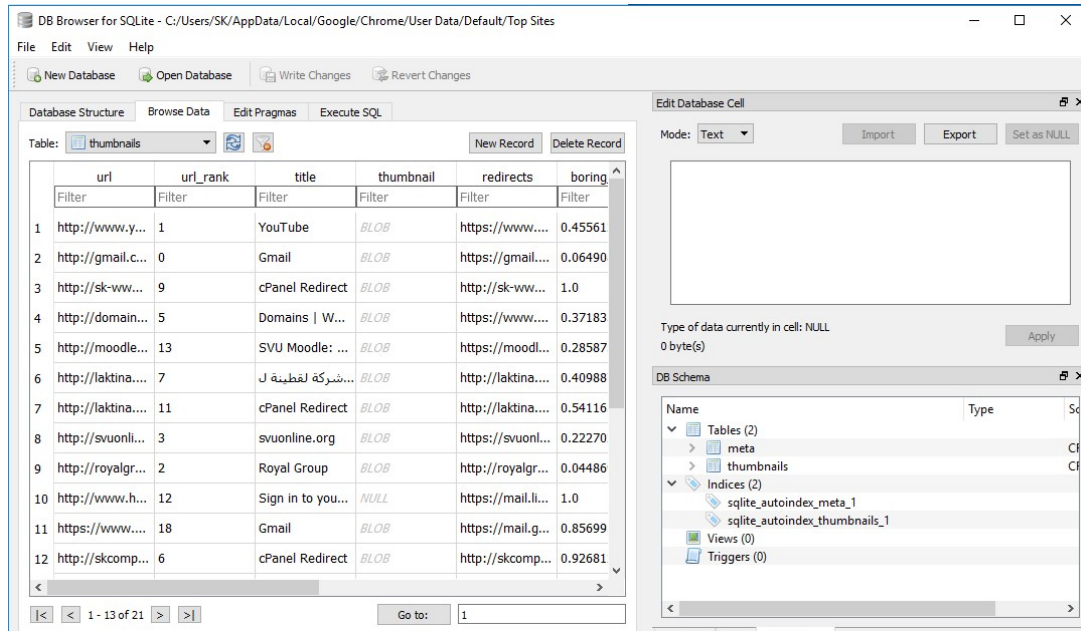 DB Browser for SQLite - C:/Users/SK/AppData/Local/Google/Chrome/User Data/Default/Top Sites
File Edit View Help
New Database Open Database Write Changes Revert Changes
Database Structure Browse Data Edit Pragmas Execute SQL
Table: thumbnails New Record Delete Record
url url_rank title thumbnail redirects boring_
Filter Filter Filter Filter Filter Filter
1 http://www.y... 1 YouTube BLOB https://www.... 0.45561
2 http://gmail.c... 0 Gmail BLOB https://gmail.... 0.06490
3 http://sk-ww... 9 cPanel Redirect BLOB http://sk-ww... 1.0
4 http://domain... 5 Domains | W... BLOB https://www.... 0.37183
5 http://moodle... 13 SVU Moodle: ... BLOB https://moodl... 0.28587
6 http://laktina.... 7 شركة لقطينة ل... BLOB http://laktina.... 0.40988
7 http://laktina.... 11 cPanel Redirect BLOB http://laktina.... 0.54116
8 http://svuonli... 3 svuonline.org BLOB https://svuonl... 0.22270
9 http://royalgr... 2 Royal Group BLOB http://royalgr... 0.04486
10 http://www.h... 12 Sign in to you... NULL https://mail.li... 1.0
11 https://www.... 18 Gmail BLOB https://mail.g... 0.85699
12 http://skcomp... 6 cPanel Redirect BLOB http://skcomp... 0.92681
|< < 1 - 13 of 21 > >| Go to: 1
Edit Database Cell
Mode: Text Import Export Set as NULL
Type of data currently in cell: NULL
0 byte(s)
Apply
DB Schema
Name Type Sc
Tables (2)
meta CR
thumbnails CR
Indices (2)
sqlite_autoindex_meta_1
sqlite_autoindex_thumbnails_1
Views (0)
Triggers (0)